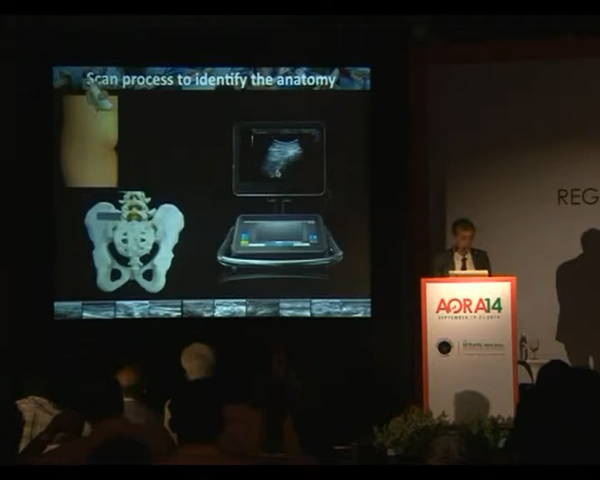 Scan process to identify the anatomy
REG
AORA14